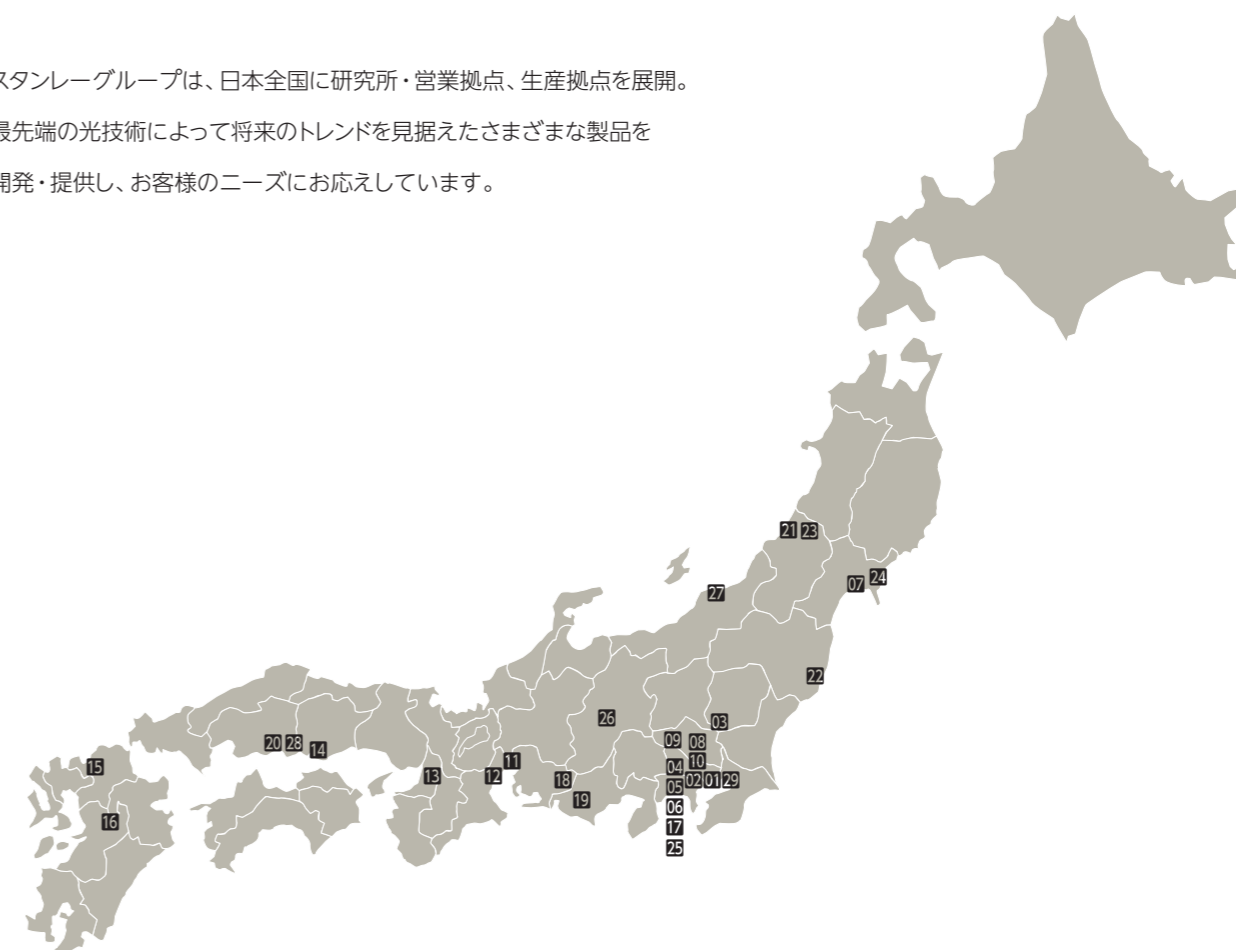 スタンレーグループは、日本全国に研究所・営業拠点、生産拠点を展開。
最先端の光技術によって将来のトレンドを見据えたさまざまな製品を
開発・提供し、お客様のニーズにお応えしています。
21 23
07 24
27
22
26
03
09 08
20 28 14
04 10
11
15
13 12 18
05 02 01 29
19
06
16
17
25